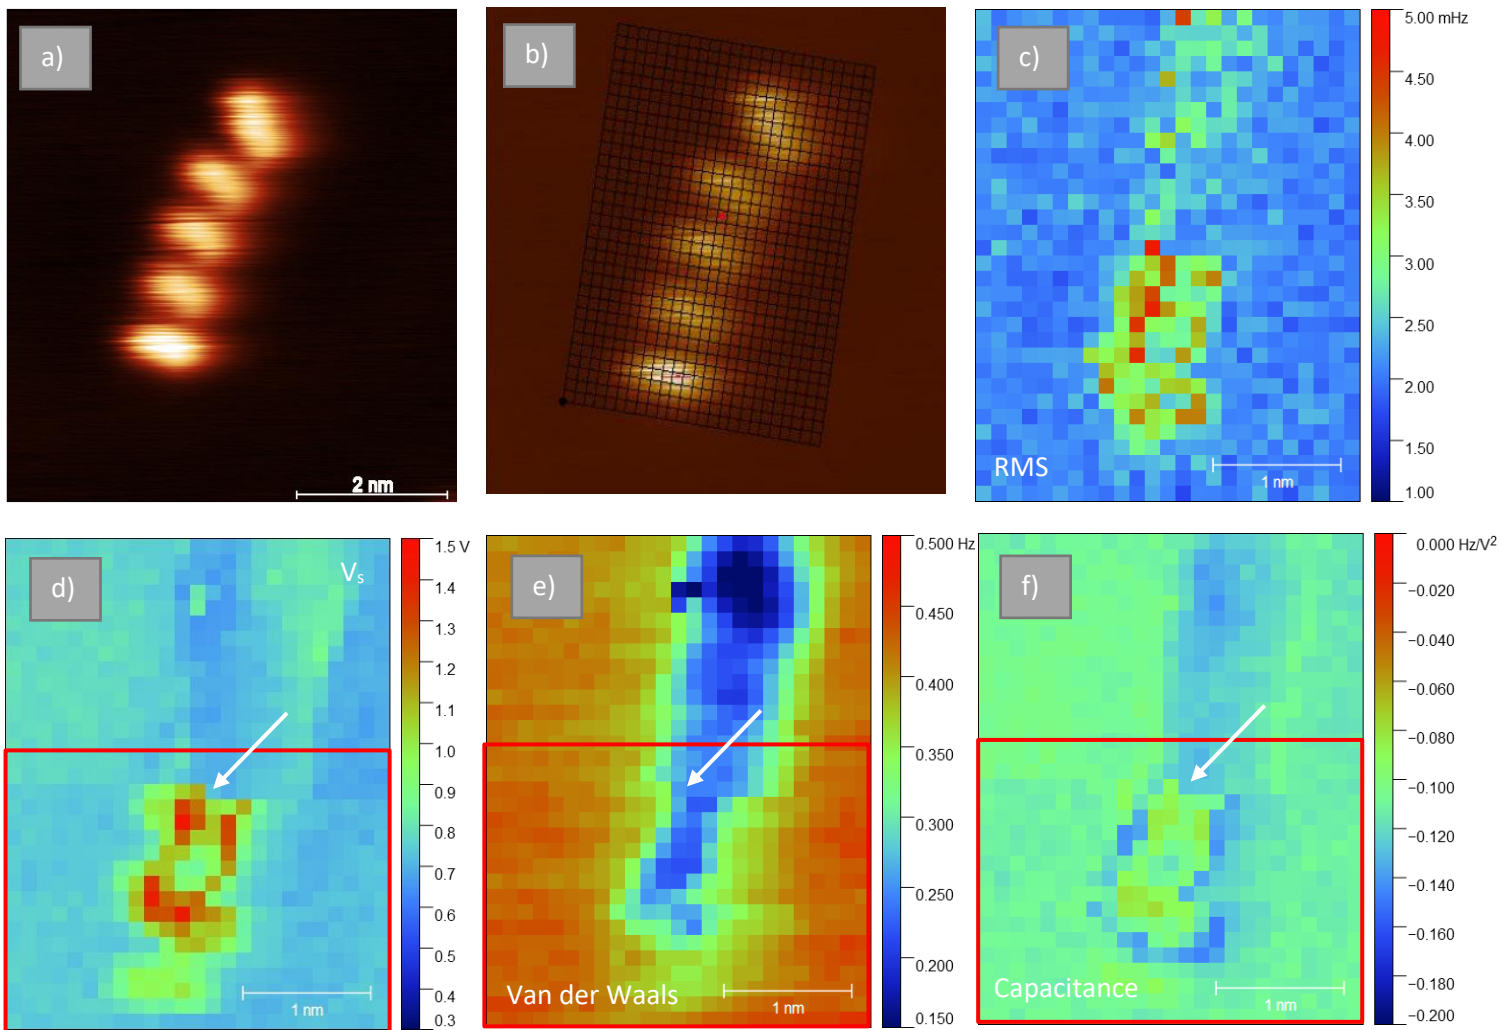 a)
2 nm
b)
c)
RMS
1 nm
5.00 mHz
4.50
4.00
3.50
3.00
2.50
2.00
1.50
1.00
d)
Vs
1 nm
1.5 V
1.4
1.3
1.2
1.1
1.0
0.9
0.8
0.7
0.6
0.5
0.4
0.3
e)
Van der Waals
1 nm
0.500 Hz
0.450
0.400
0.350
0.300
0.250
0.200
0.150
f)
Capacitance
1 nm
0.000 Hz/V²
−0.020
−0.040
−0.060
−0.080
−0.100
−0.120
−0.140
−0.160
−0.180
−0.200